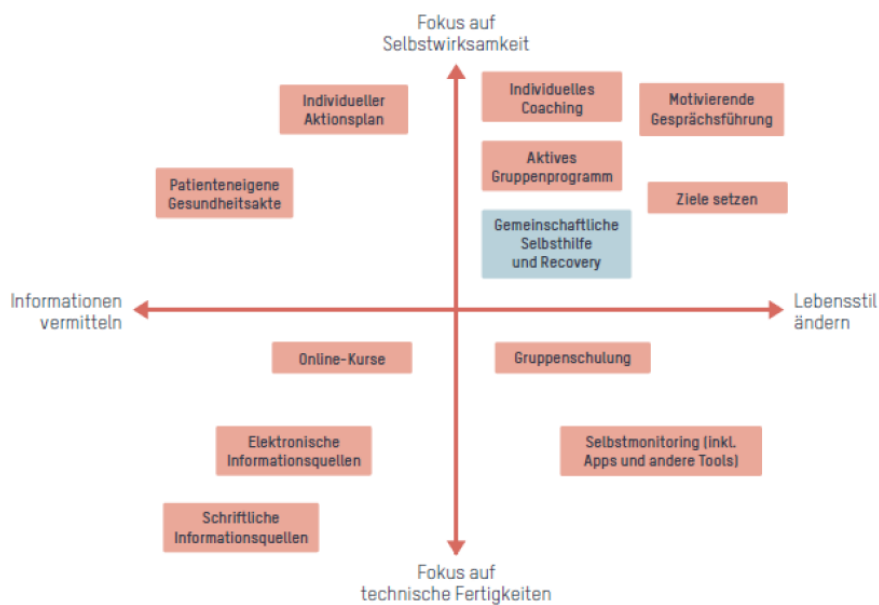 Fokus auf
Selbstwirksamkeit
Individueller
Aktionsplan
Individuelles
Coaching
Motivierende
Gesprächsführung
Patienteneigene
Gesundheitsakte
Aktives
Gruppenprogramm
Ziele setzen
Gemeinschaftliche
Selbsthilfe
und Recovery
Informationen
vermitteln
Lebensstil
ändern
Online-Kurse
Gruppenschulung
Elektronische
Informationsquellen
Selbstmonitoring (inkl.
Apps und andere Tools)
Schriftliche
Informationsquellen
Fokus auf
technische Fertigkeiten